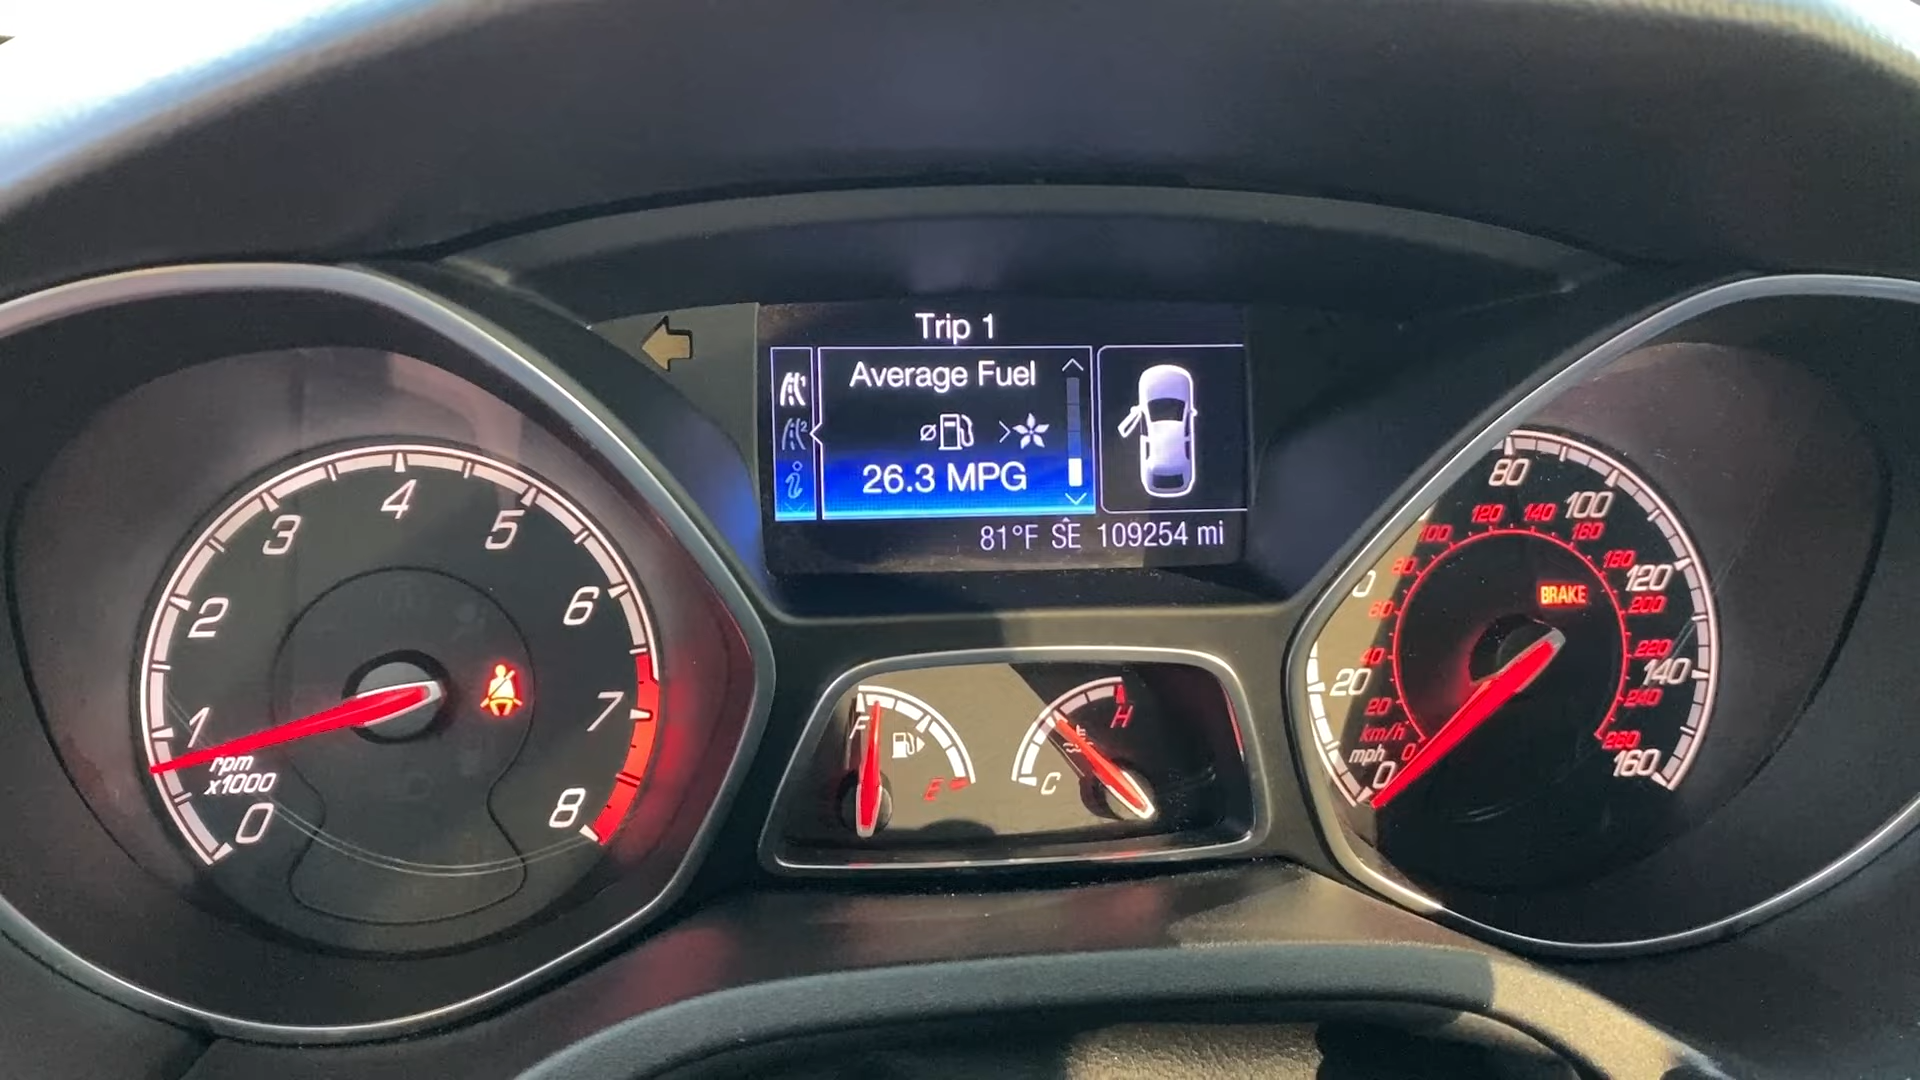 Trip 1
Average Fuel
26.3 MPG
81°F SE 109254 mi
0
1
2
3
4
5
6
7
8
rpm
x1000
F
E
C
H
0
20
80
100
120
140
160
mph
km/h
0
20
40
60
80
100
120
140
160
180
200
220
240
260
BRAKE